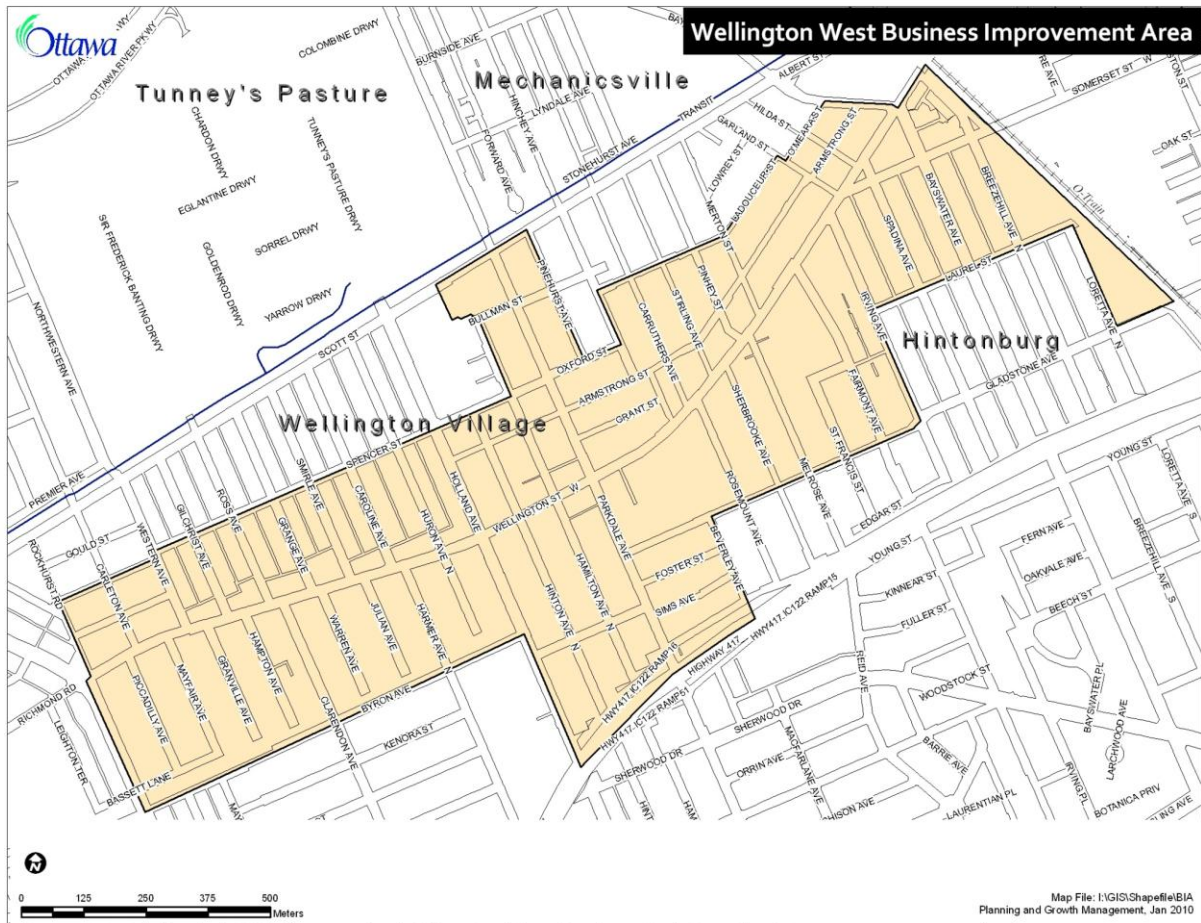 Ottawa
Wellington West Business Improvement Area
Tunney's Pasture
Mechanicsville
Wellington Village
Hintonburg
OTTAWA RIVER PKWY
COLOMBINE DRWY
BURNSIDE AVE
LYNDALE AVE
HINCHEY AVE
FORWARD AVE
STONEHURST AVE
TRANSIT
ALBERT ST
SOMERSET ST W
OAK ST
O-Train
CHARDON DRWY
TUNNEY'S PASTURE DRWY
EGLANTINE DRWY
SORREL DRWY
GOLDENROD DRWY
SIR FREDERICK BANTING DRWY
YARROW DRWY
NORTHWESTERN AVE
SCOTT ST
PREMIER AVE
HILDA ST
GARLAND ST
LOWREY ST
MERTON ST
LADOUCEUR ST
O'MEARA ST
ARMSTRONG ST
BREEZEHILL AVE N
BAYSWATER AVE
SPADINA AVE
LAUREL ST
LORETTA AVE N
GLADSTONE AVE
IRVING AVE
FAIRMONT AVE
ST. FRANCIS ST
MELROSE AVE
SHERBROOKE AVE
ROSEMOUNT AVE
PINHEY ST
STIRLING AVE
CARRUTHERS AVE
PINEHURST AVE
BULLMAN ST
OXFORD ST
ARMSTRONG ST
GRANT ST
WELLINGTON ST W
SPENCER ST
HOLLAND AVE
HURON AVE N
CAROLINE AVE
SMIRLE AVE
GRANGE AVE
ROSS AVE
GILCHRIST AVE
WESTERN AVE
CARLETON AVE
GOULD ST
ROCKHURST RD
RICHMOND RD
LEIGHTON TER
PICCADILLY AVE
MAYFAIR AVE
GRANVILLE AVE
HAMPTON AVE
WARREN AVE
JULIAN AVE
HARMER AVE N
CLARENDON AVE
BYRON AVE
BASSETT LANE
KENORA ST
HINTON AVE N
HAMILTON AVE N
PARKDALE AVE
FOSTER ST
SIMS AVE
BEVERLEY AVE
HWY417 IC122 RAMP16
HWY417 IC122 RAMP51
HIGHWAY 417
HWY417 IC122 RAMP15
EDGAR ST
YOUNG ST
YOUNG ST
KINNEAR ST
FULLER ST
FERN AVE
OAKVALE AVE
BEECH ST
BREEZEHILL AVE S
LORETTA AVE S
REID AVE
WOODSTOCK ST
SHERWOOD DR
SHERWOOD DR
ORRIN AVE
MACFARLANE AVE
BARRIE AVE
LAURENTIAN PL
BAYSWATER PL
LARCHWOOD AVE
IRVING PL
BOTANICA PRIV
N
0 125 250 375 500
Meters
Map File: I:\GIS\Shapefile\BIA
Planning and Growth Management, Jan 2010